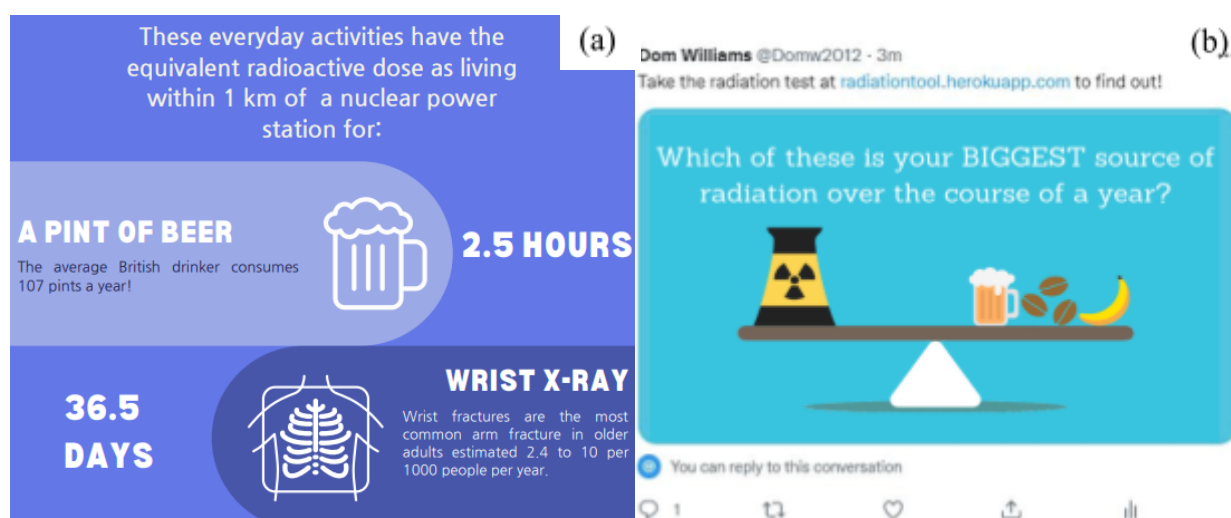 These everyday activities have the
equivalent radioactive dose as living
within 1 km of a nuclear power
station for:
(a)
A PINT OF BEER
The average British drinker consumes
107 pints a year!
2.5 HOURS
36.5
DAYS
WRIST X-RAY
Wrist fractures are the most
common arm fracture in older
adults estimated 2.4 to 10 per
1000 people per year.
(b)
Dom Williams @Domw2012 - 3m
Take the radiation test at radiationtool.herokuapp.com to find out!
Which of these is your BIGGEST source of
radiation over the course of a year?
You can reply to this conversation
1